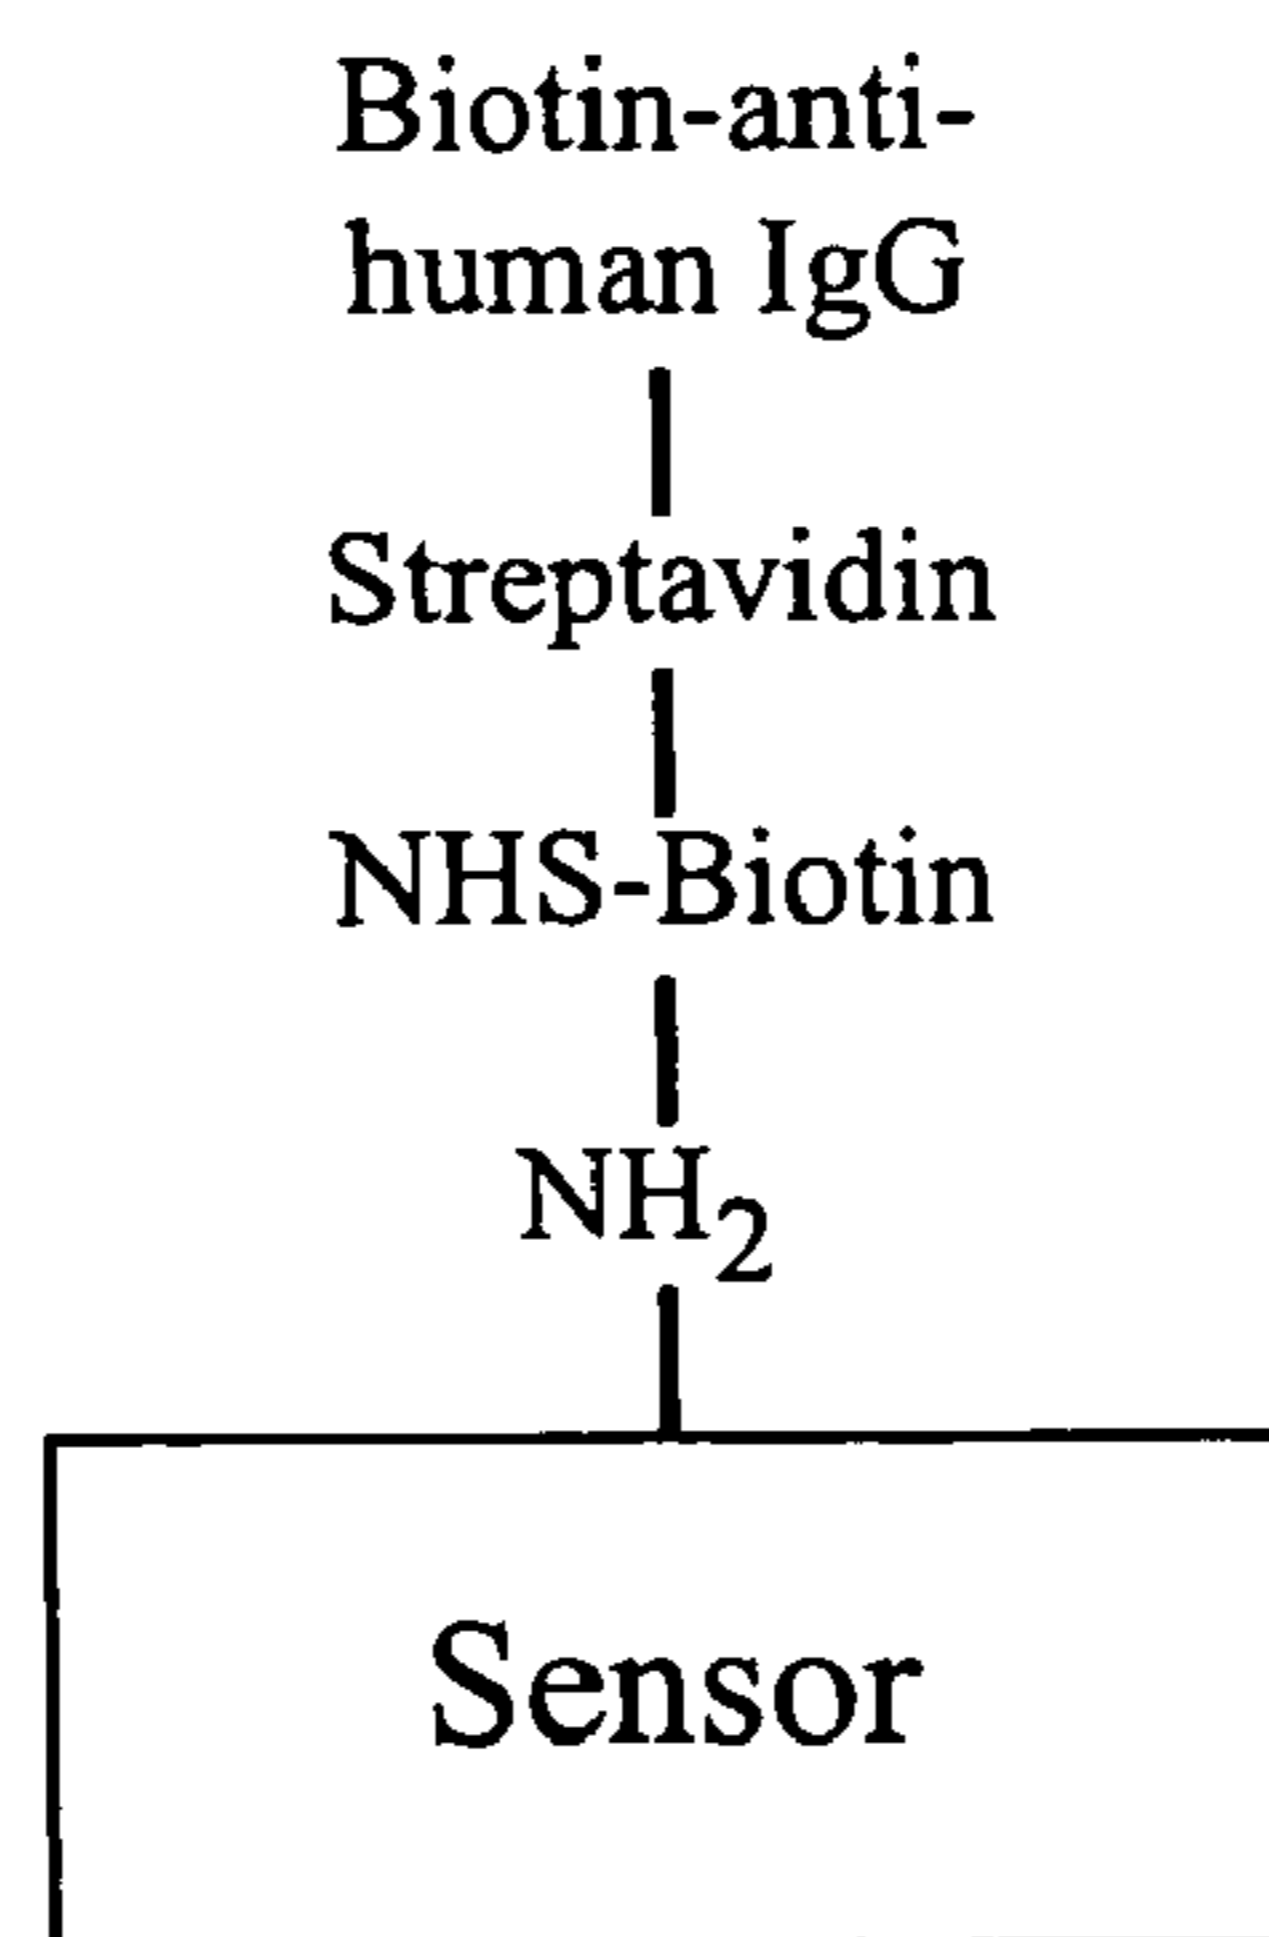 Biotin-anti-
human IgG
Streptavidin
NHS-Biotin
NH2
Sensor